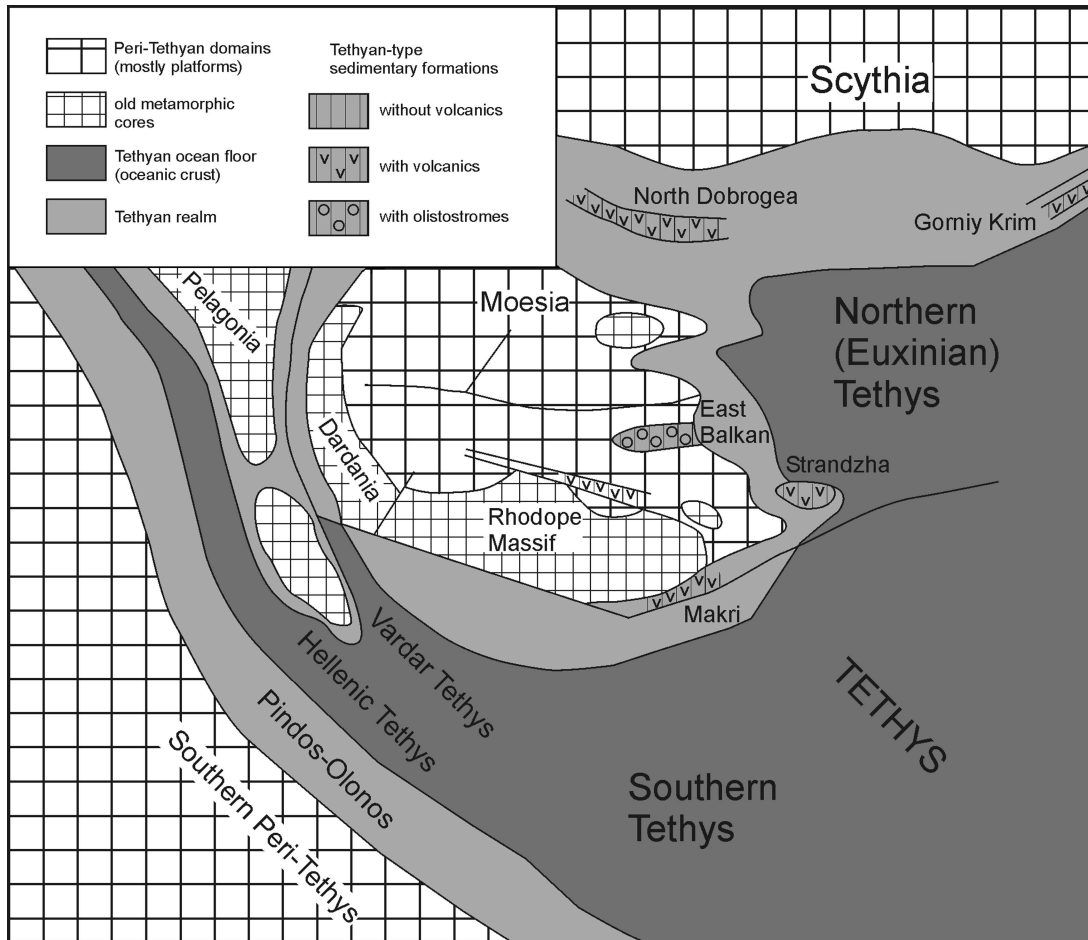 Peri-Tethyan domains
(mostly platforms)
old metamorphic
cores
Tethyan ocean floor
(oceanic crust)
Tethyan realm
Tethyan-type
sedimentary formations
without volcanics
with volcanics
with olistostromes
Scythia
North Dobrogea
Gorniy Krim
Pelagonia
Moesia
Northern
(Euxinian)
Tethys
Dardania
East
Balkan
Strandzha
Rhodope
Massif
Makri
Vardar Tethys
Hellenic Tethys
Pindos-Olonos
Southern Peri-Tethys
TETHYS
Southern
Tethys